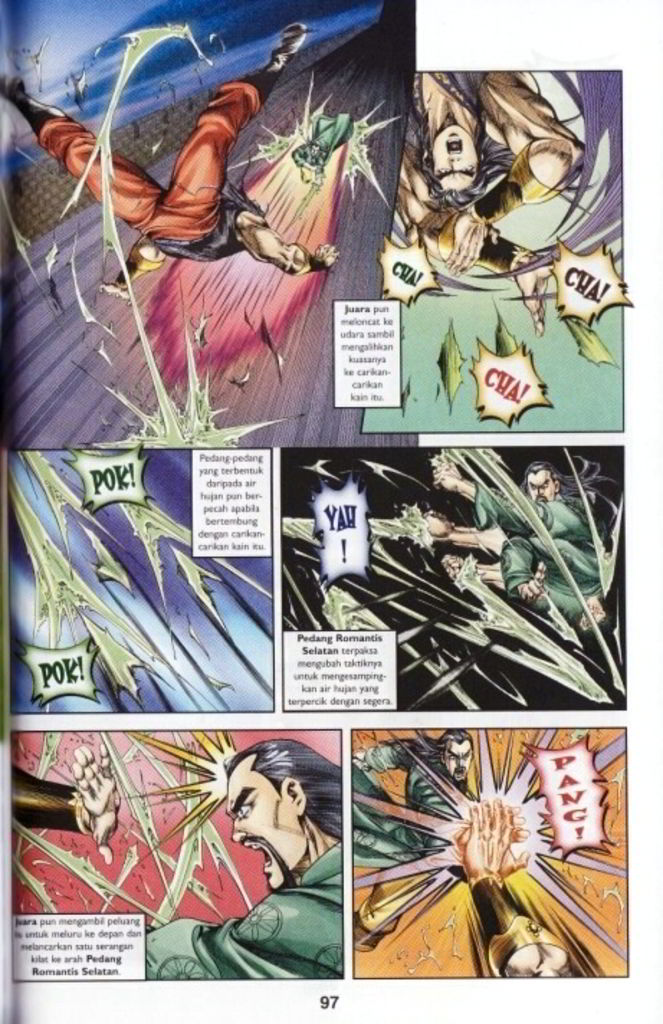 CHA!
CHA!
CHA!
Juara pun
meloncat ke
udara sambil
mengalihkan
kuasanya
ke carikan-
carikan
kain itu.
POK!
Pedang-pedang
yang terbentuk
daripada air
hujan pun ber-
pecah apabila
bertembung
dengan carikan-
carikan kain itu.
POK!
YAH
!
Pedang Romantis
Selatan terpaksa
mengubah taktiknya
untuk mengesamping-
kan air hujan yang
terpercik dengan segera.
Juara pun mengambil peluang
untuk meluru ke depan dan
melancarkan satu serangan
kilat ke arah Pedang
Romantis Selatan.
PANG!
97